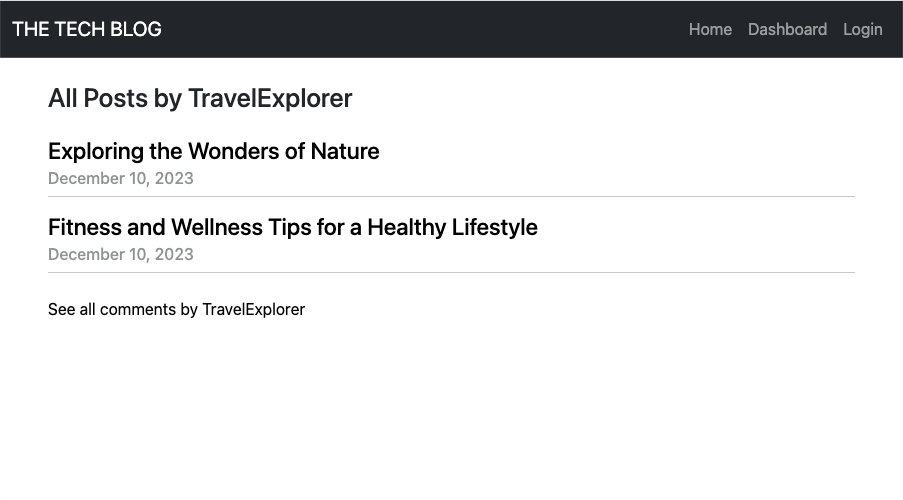 THE TECH BLOG
Home Dashboard Login
All Posts by TravelExplorer
Exploring the Wonders of Nature
December 10, 2023
Fitness and Wellness Tips for a Healthy Lifestyle
December 10, 2023
See all comments by TravelExplorer